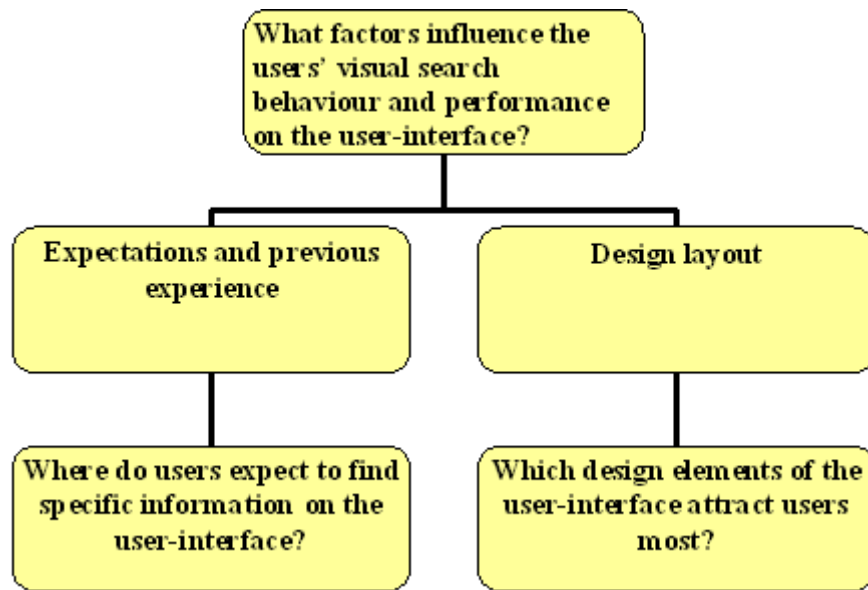 What factors influence the
users’ visual search
behaviour and performance
on the user-interface?
Expectations and previous
experience
Design layout
Where do users expect to find
specific information on the
user-interface?
Which design elements of the
user-interface attract users
most?